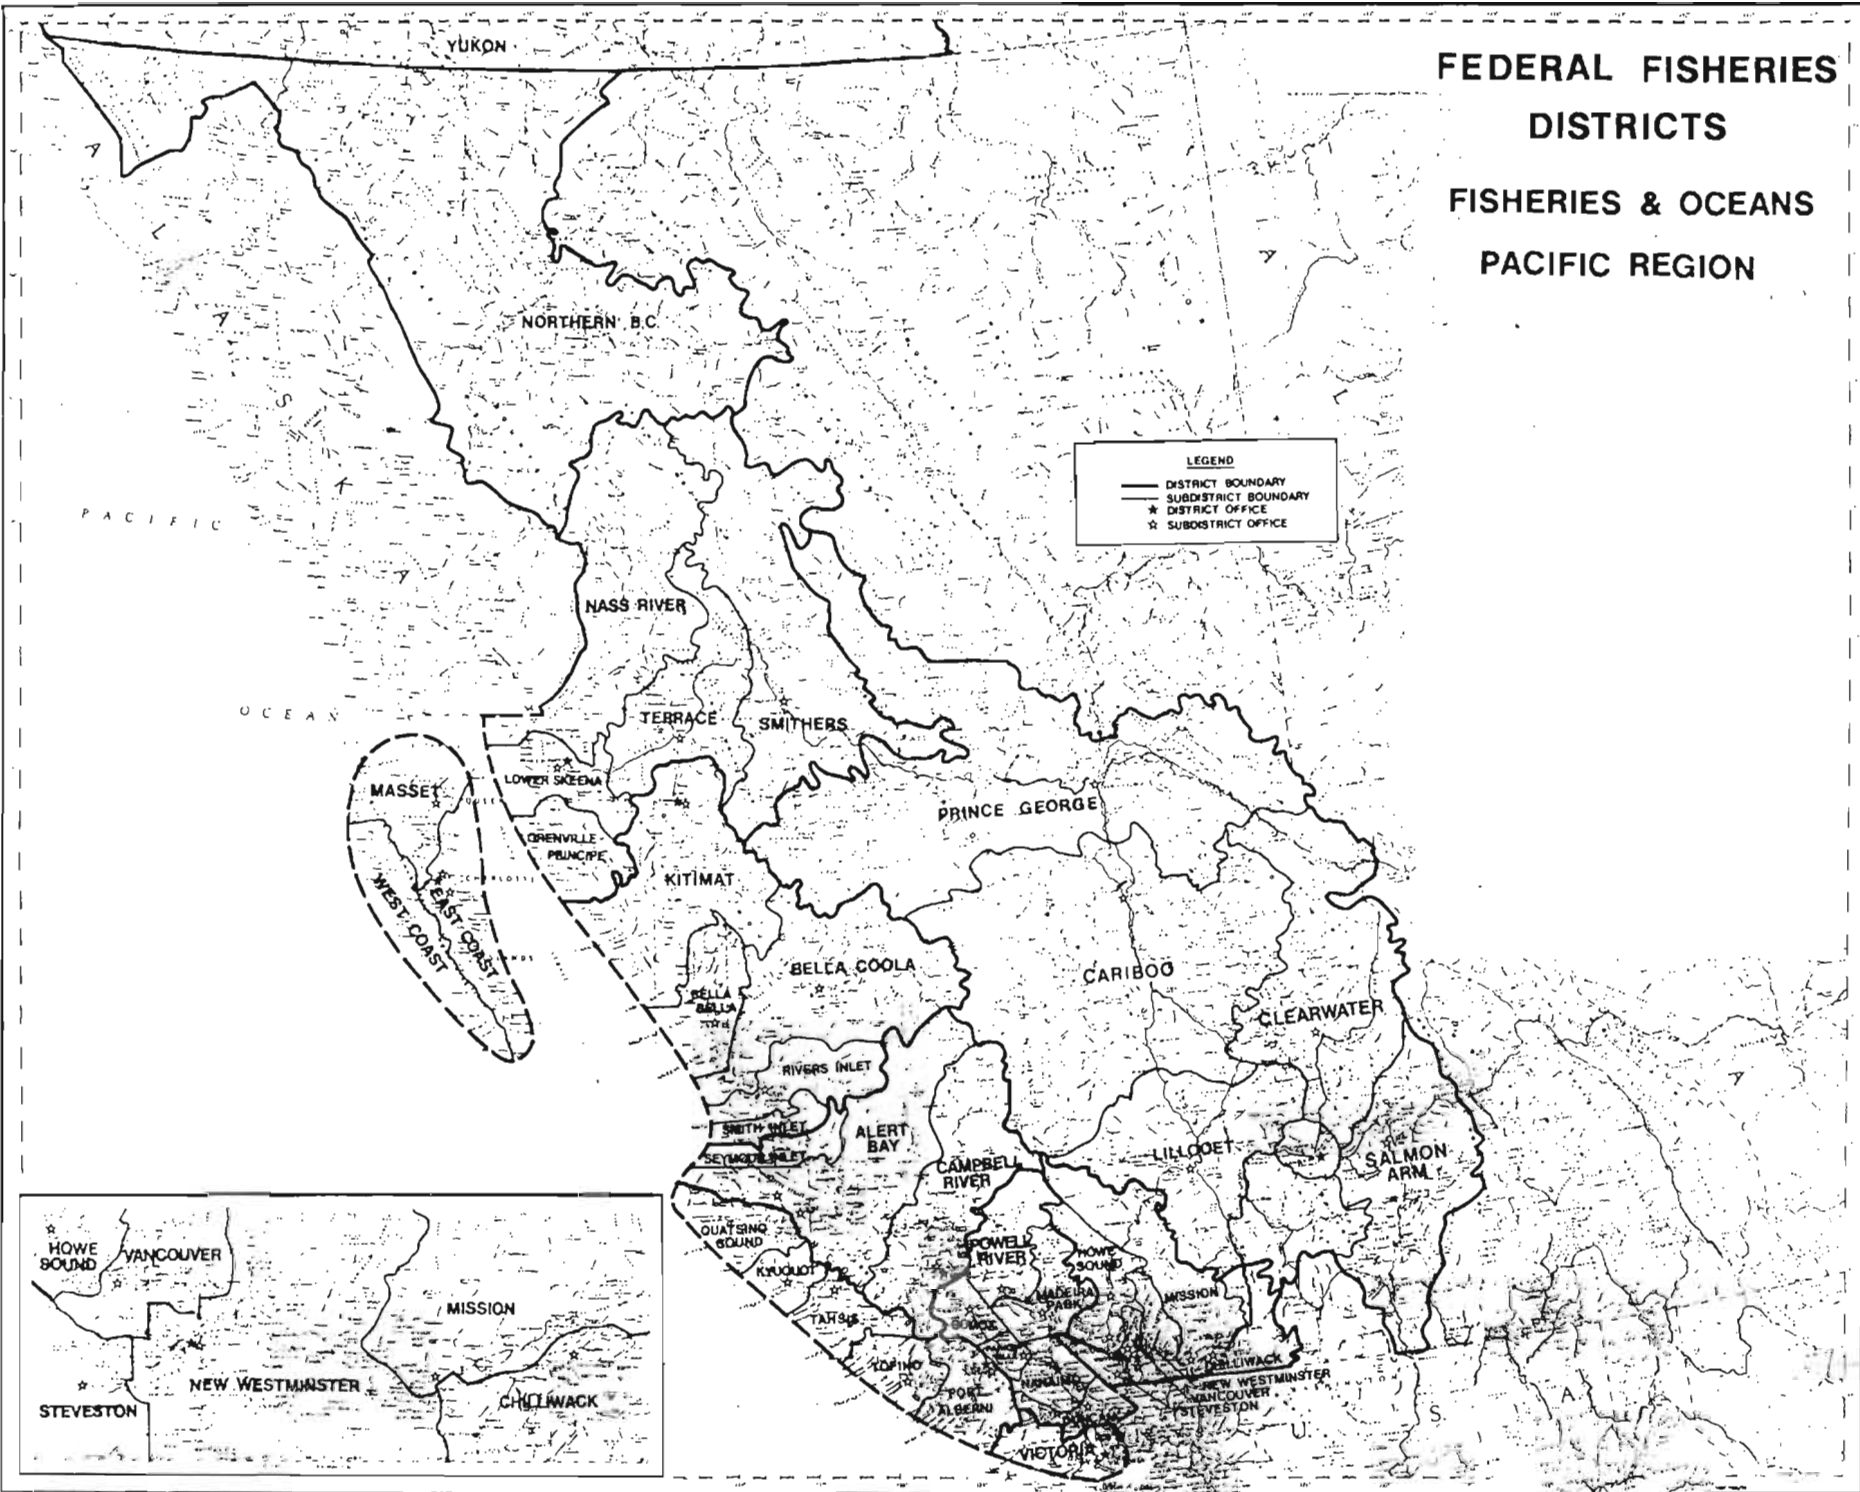 FEDERAL FISHERIES
DISTRICTS
FISHERIES & OCEANS
PACIFIC REGION
YUKON
A L A S K A
NORTHERN B.C.
A L A
LEGEND
DISTRICT BOUNDARY
SUBDISTRICT BOUNDARY
DISTRICT OFFICE
SUBDISTRICT OFFICE
PACIFIC
OCEAN
NASS RIVER
TERRACE
SMITHERS
LOWER SKEENA
MASSET
QUEEN
CHARLOTTE
GRENVILLE
PRINCIPE
PRINCE GEORGE
KITIMAT
WEST COAST
EAST COAST
BELLA COOLA
CARIBOO
BELLA
BELLA
CLEARWATER
RIVERS INLET
SMITH INLET
SEYMOUR INLET
ALERT
BAY
CAMPBELL
RIVER
LILLOOET
SALMON
ARM
QUATSINO
SOUND
KYUQUOT
POWELL
RIVER
HOWE
SOUND
MADEIRA
PARK
MISSION
TAHSIS
COMOX
TOFINO
PORT
ALBERNI
NANAIMO
DUNCAN
VICTORIA
CHILLIWACK
NEW WESTMINSTER
VANCOUVER
STEVESTON
U. S. A
HOWE
SOUND
VANCOUVER
MISSION
NEW WESTMINSTER
STEVESTON
CHILLIWACK